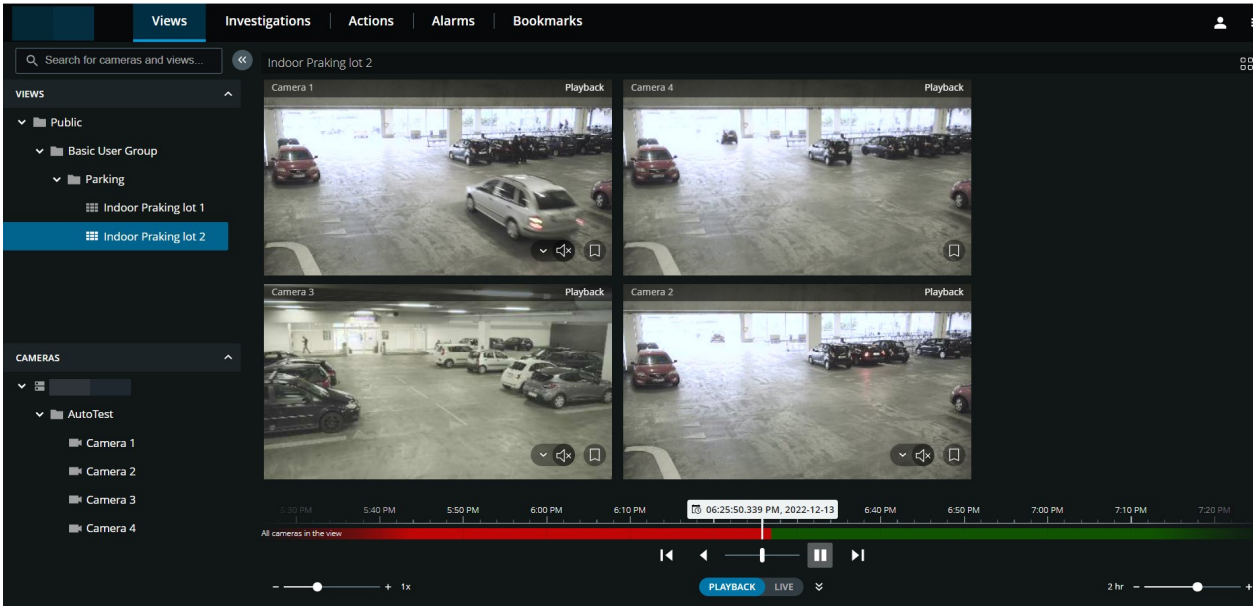 Views Investigations Actions Alarms Bookmarks
Search for cameras and views...
Indoor Praking lot 2
VIEWS
Public
Basic User Group
Parking
Indoor Praking lot 1
Indoor Praking lot 2
CAMERAS
AutoTest
Camera 1
Camera 2
Camera 3
Camera 4
Camera 1 Playback
Camera 4 Playback
Camera 3 Playback
Camera 2 Playback
5:30 PM 5:40 PM 5:50 PM 6:00 PM 6:10 PM 06:25:50.339 PM, 2022-12-13 6:40 PM 6:50 PM 7:00 PM 7:10 PM 7:20 PM
All cameras in the view
- + 1x
PLAYBACK LIVE
2 hr - +